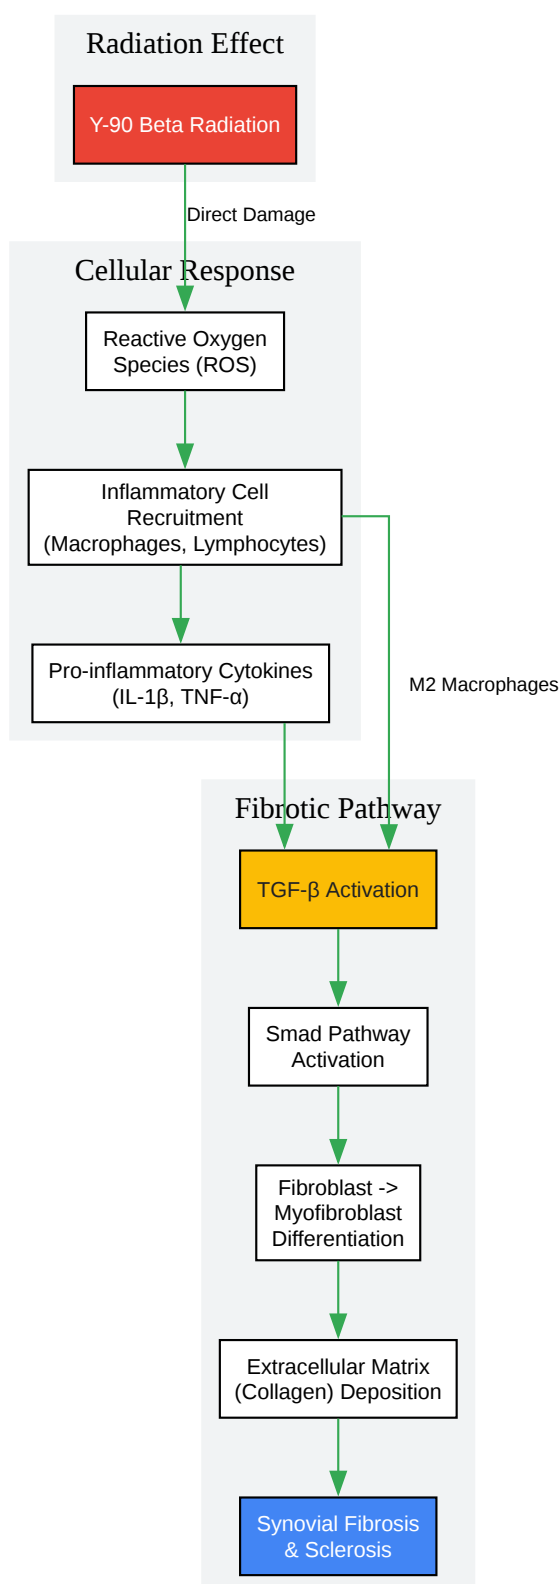 Radiation Effect
Y-90 Beta Radiation
Direct Damage
Cellular Response
Reactive Oxygen
Species (ROS)
Inflammatory Cell
Recruitment
(Macrophages, Lymphocytes)
Pro-inflammatory Cytokines
(IL-1β, TNF-α)
M2 Macrophages
Fibrotic Pathway
TGF-β Activation
Smad Pathway
Activation
Fibroblast ->
Myofibroblast
Differentiation
Extracellular Matrix
(Collagen) Deposition
Synovial Fibrosis
& Sclerosis